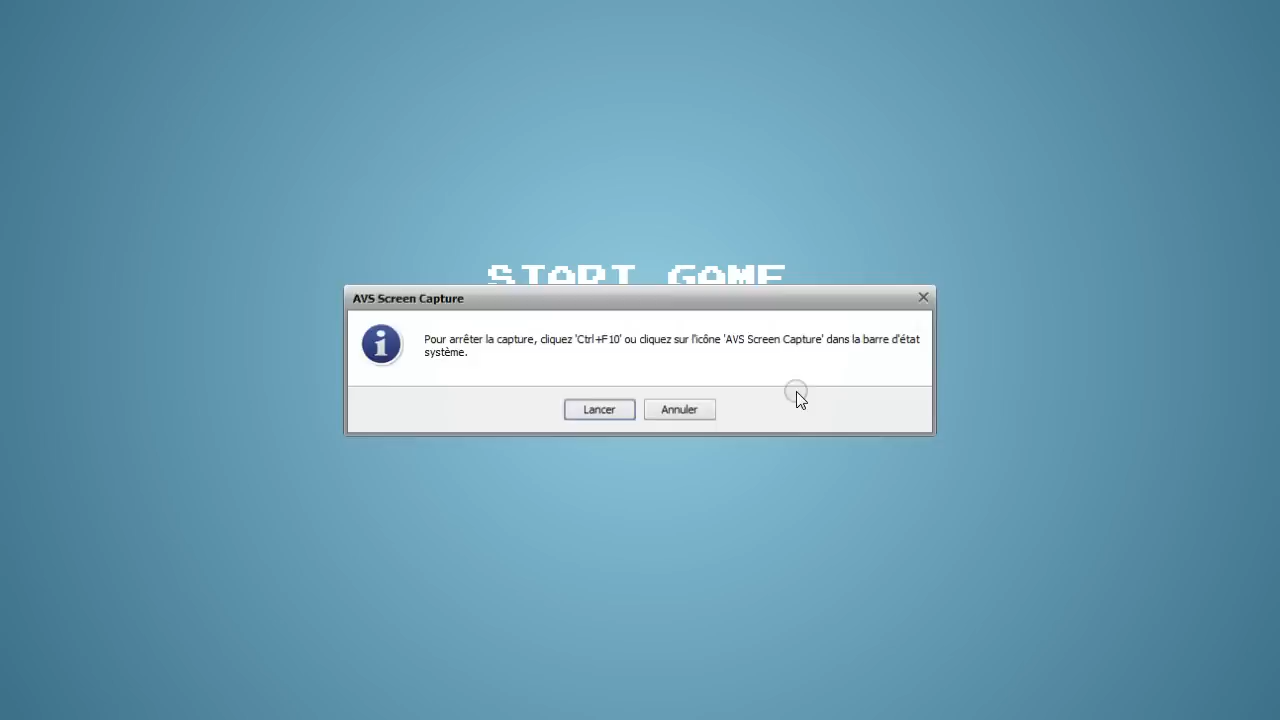 START GAME
AVS Screen Capture
Pour arrêter la capture, cliquez 'Ctrl+F10' ou cliquez sur l'icône 'AVS Screen Capture' dans la barre d'état
système.
Lancer Annuler